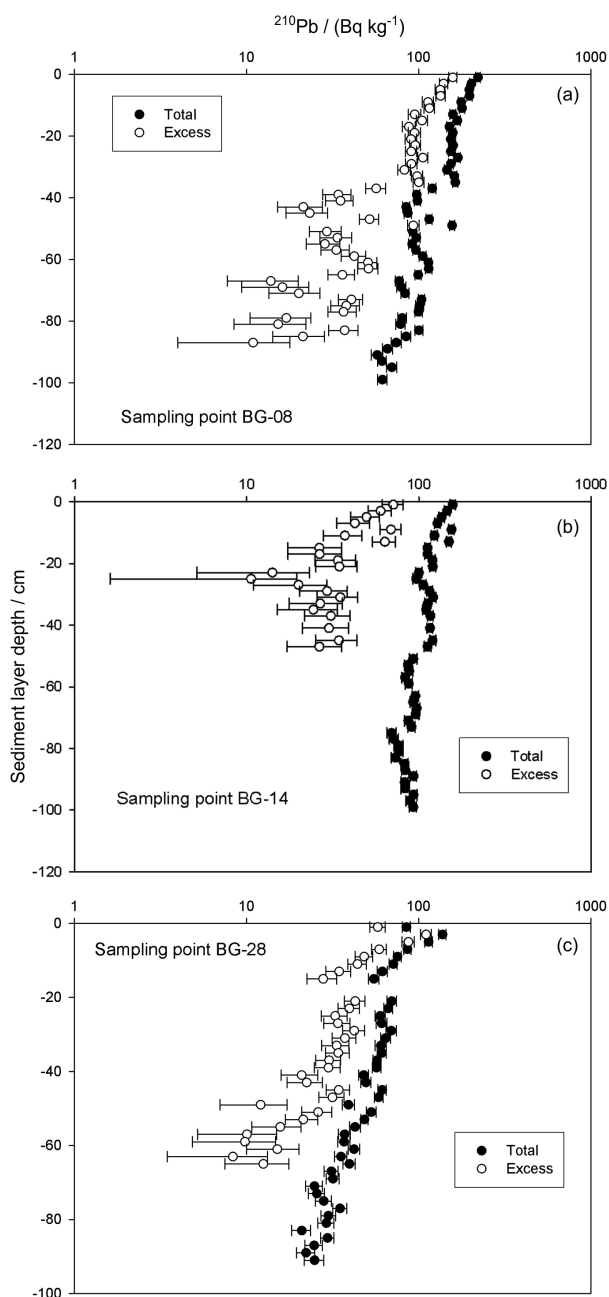 ²¹⁰Pb / (Bq kg⁻¹)
1 10 100 1000
0
(a)
Total
Excess
-20
-40
-60
-80
-100
Sampling point BG-08
-120
1 10 100 1000
0
(b)
-20
-40
-60
-80
Total
Excess
Sampling point BG-14
-100
-120
Sediment layer depth / cm
1 10 100 1000
0
Sampling point BG-28
(c)
-20
-40
-60
Total
Excess
-80
-100